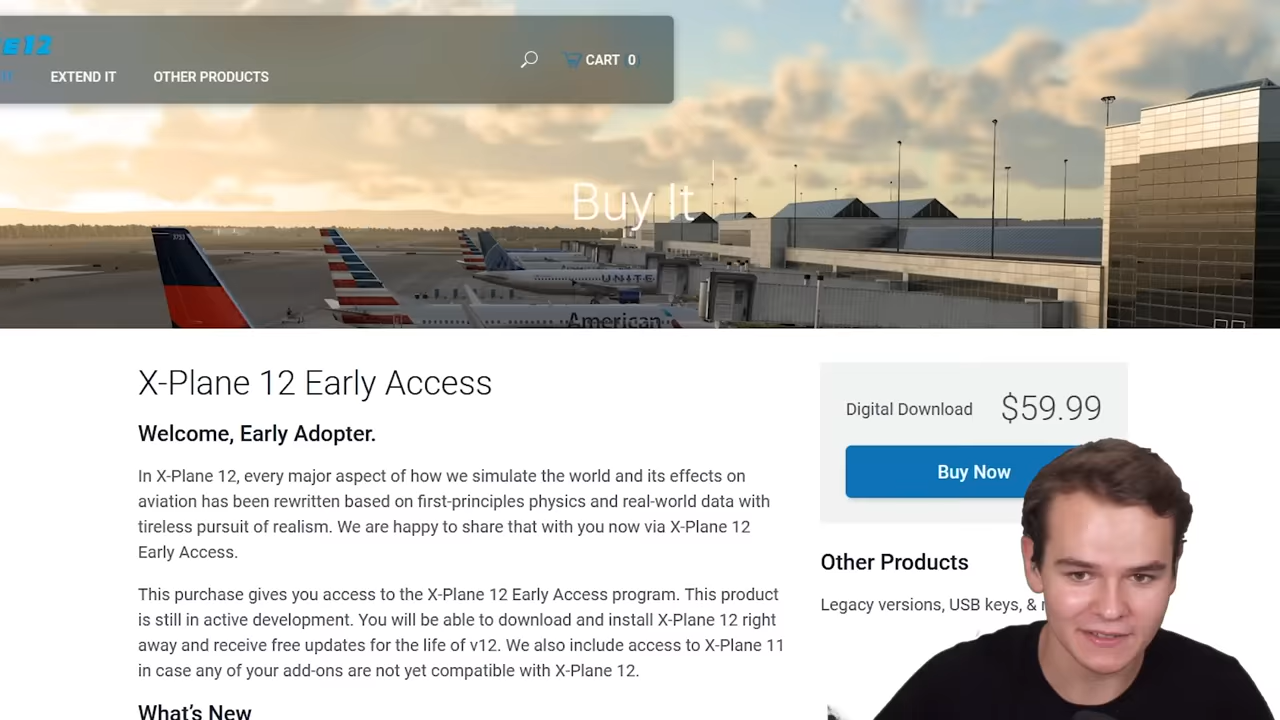 E12
EXTEND IT
OTHER PRODUCTS
CART 0
Buy It
UNITE
American
X-Plane 12 Early Access
Welcome, Early Adopter.
In X-Plane 12, every major aspect of how we simulate the world and its effects on
aviation has been rewritten based on first-principles physics and real-world data with
tireless pursuit of realism. We are happy to share that with you now via X-Plane 12
Early Access.
This purchase gives you access to the X-Plane 12 Early Access program. This product
is still in active development. You will be able to download and install X-Plane 12 right
away and receive free updates for the life of v12. We also include access to X-Plane 11
in case any of your add-ons are not yet compatible with X-Plane 12.
What's New
Digital Download $59.99
Buy Now
Other Products
Legacy versions, USB keys, &